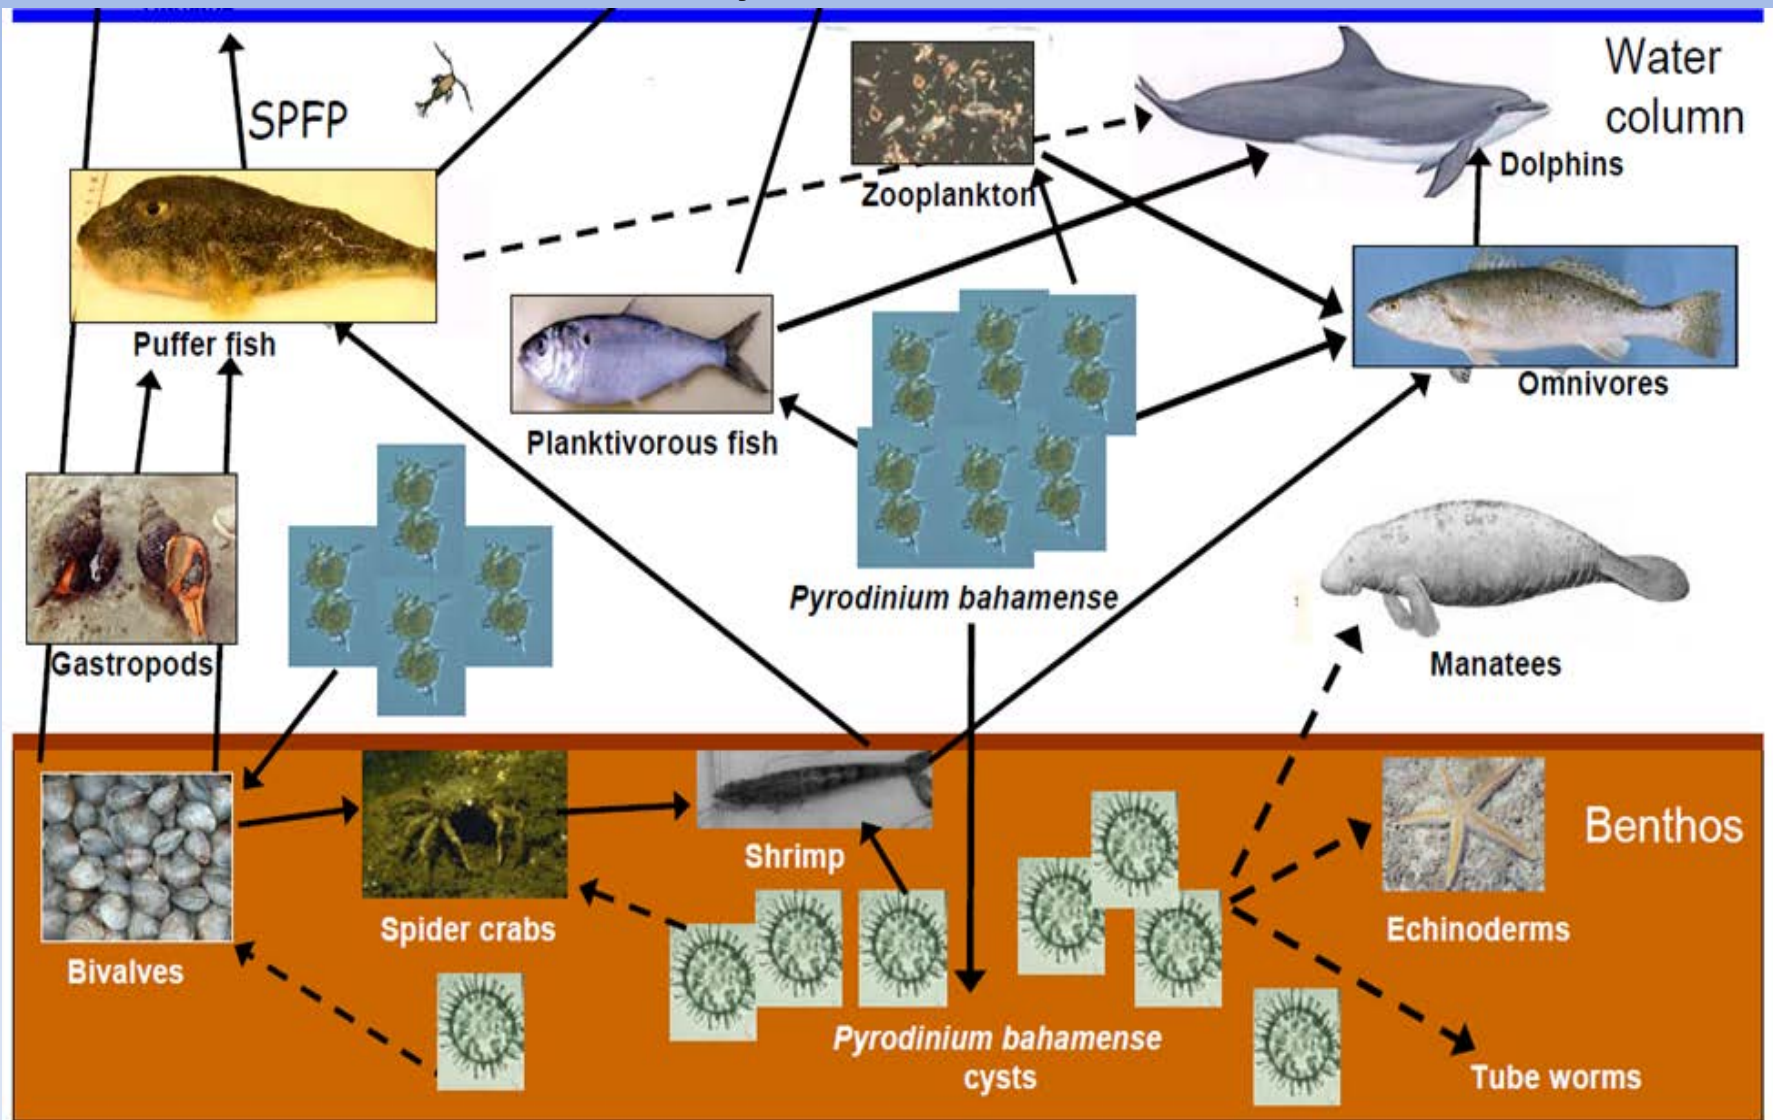 Water
column
SPFP
Dolphins
Zooplankton
Puffer fish
Omnivores
Planktivorous fish
Pyrodinium bahamense
Gastropods
Manatees
Benthos
Shrimp
Spider crabs
Echinoderms
Bivalves
Pyrodinium bahamense
cysts
Tube worms